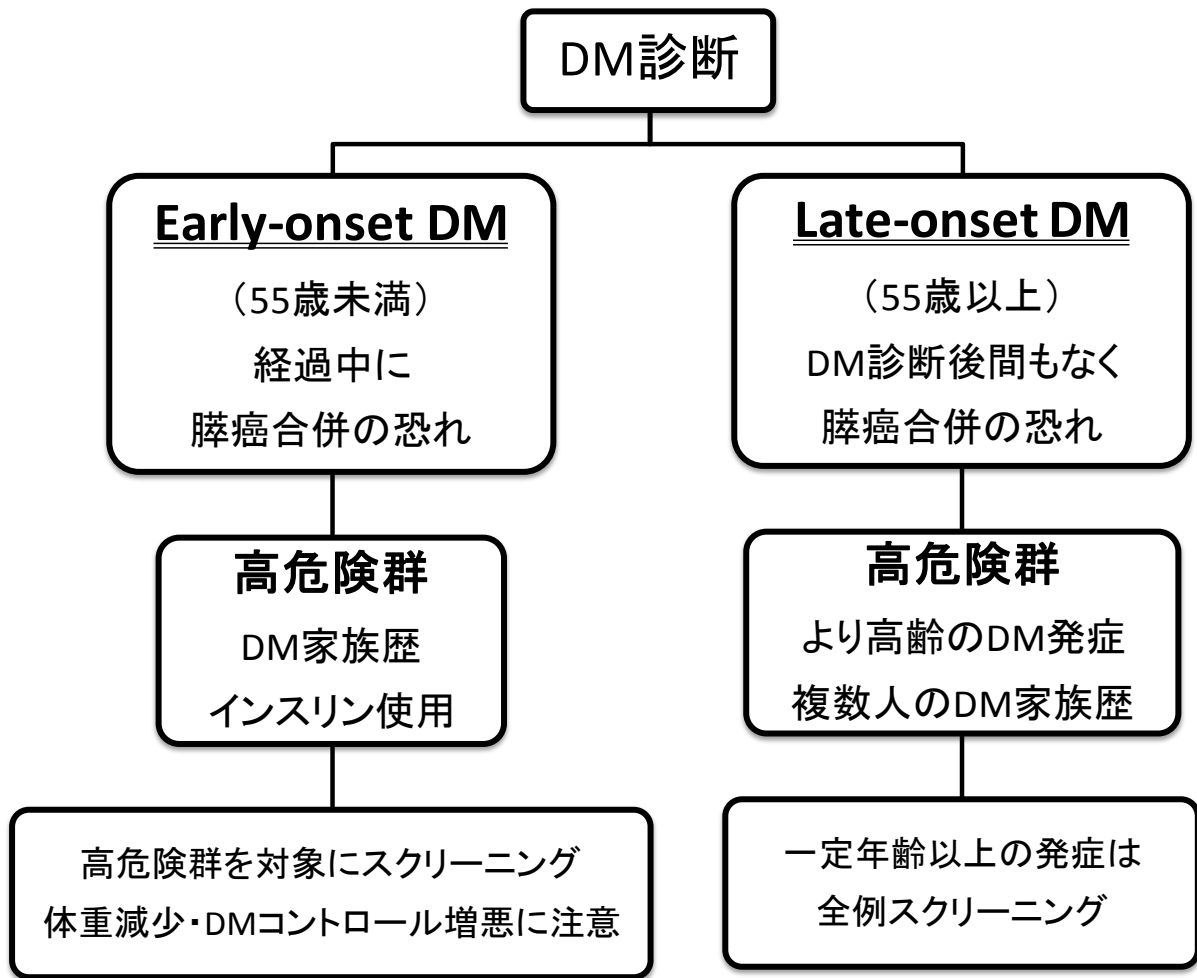 DM診断
Early-onset DM
（55歳未満）
経過中に
膵癌合併の恐れ
高危険群
DM家族歴
インスリン使用
高危険群を対象にスクリーニング
体重減少・DMコントロール増悪に注意
Late-onset DM
（55歳以上）
DM診断後間もなく
膵癌合併の恐れ
高危険群
より高齢のDM発症
複数人のDM家族歴
一定年齢以上の発症は
全例スクリーニング